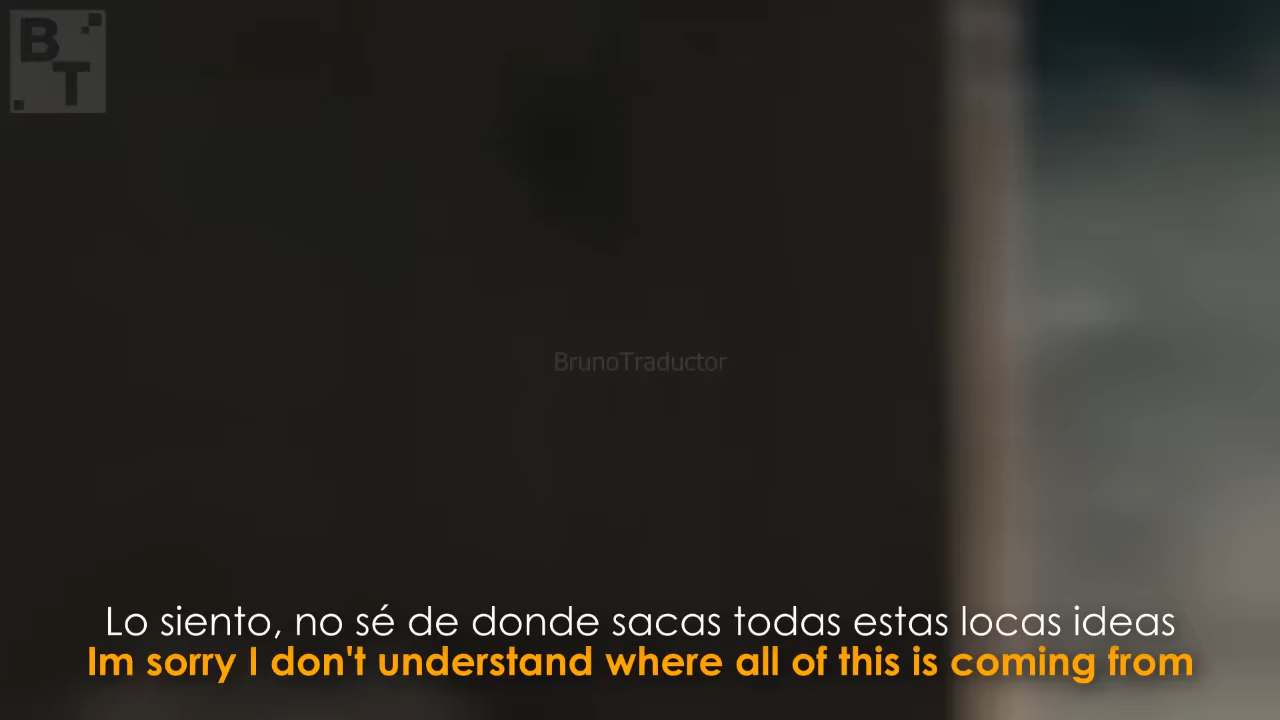 B
T
BrunoTraductor
Lo siento, no sé de donde sacas todas estas locas ideas
Im sorry I don't understand where all of this is coming from